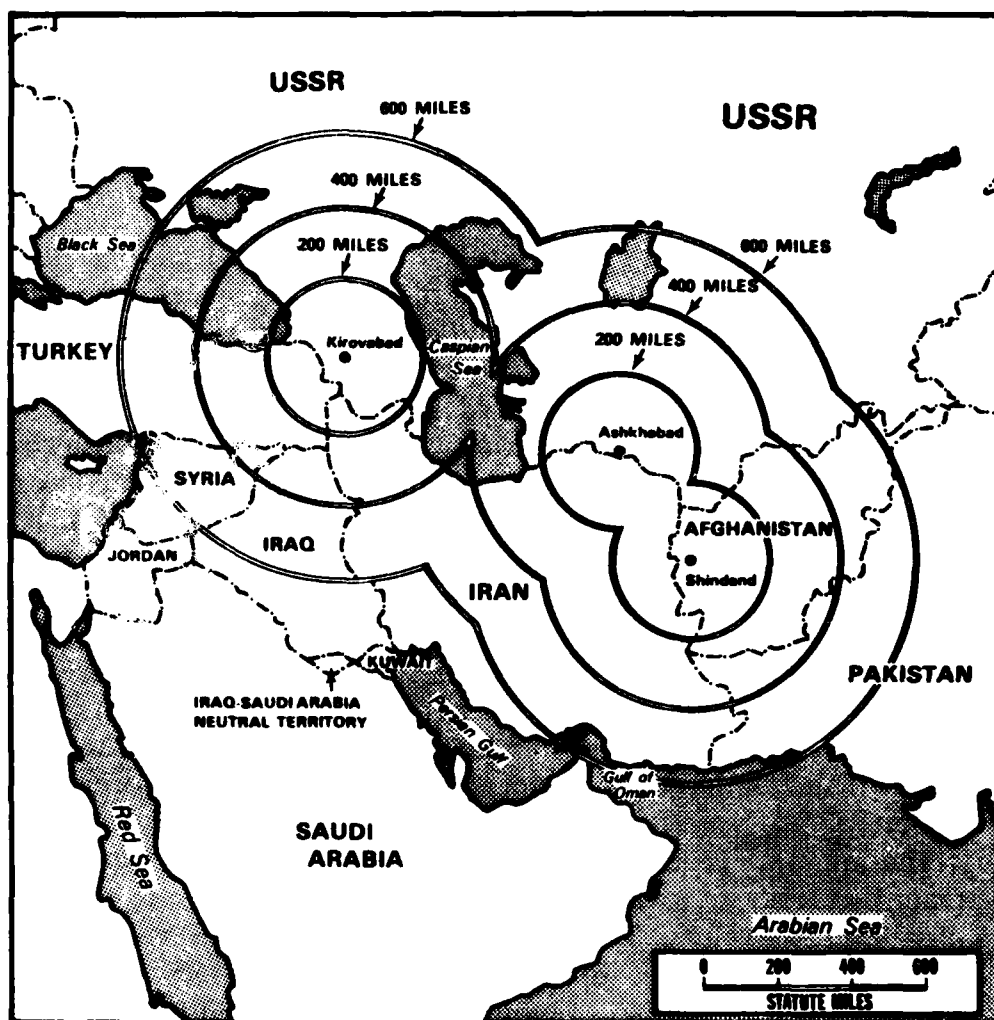 USSR
600 MILES
USSR
400 MILES
Black Sea
200 MILES
600 MILES
400 MILES
200 MILES
TURKEY
Kirovabad
Caspian
Sea
Ashkhabad
SYRIA
AFGHANISTAN
IRAQ
JORDAN
Shindand
IRAN
KUWAIT
PAKISTAN
IRAQ-SAUDI ARABIA
NEUTRAL TERRITORY
Persian Gulf
Gulf of
Oman
Red Sea
SAUDI
ARABIA
Arabian Sea
0 200 400 600
STATUTE MILES